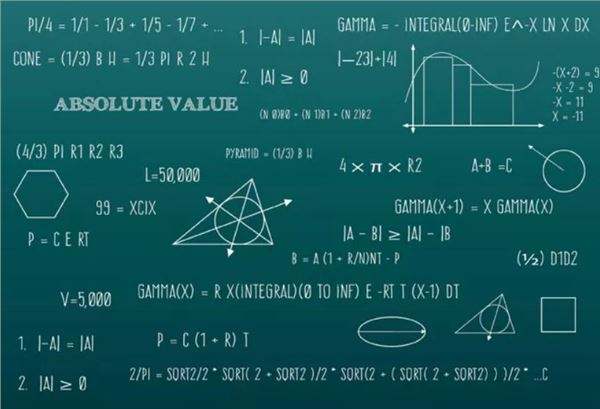 PI/4 = 1/1 - 1/3 + 1/5 - 1/7 + ...
GAMMA = - INTEGRAL(0-INF) E^-X LN X DX
CONE = (1/3) B H = 1/3 PI R 2 H
1. |-A| = |A|
|-23|+|4|
2. |A| ≥ 0
-(X+2) = 9
-X -2 = 9
-X = 11
X = -11
ABSOLUTE VALUE
(N 0)B0 + (N 1)B1 + (N 2)B2
(4/3) PI R1 R2 R3
PYRAMID = (1/3) B H
L=50,000
4 × π × R2
A+B =C
99 = XCIX
GAMMA(X+1) = X GAMMA(X)
P = C E RT
|A - B| ≥ |A| - |B
B = A (1 + R/N)NT - P
(½) D1D2
V=5,000
GAMMA(X) = R X(INTEGRAL)(0 TO INF) E -RT T (X-1) DT
1. |-A| = |A|
P = C (1 + R) T
2. |A| ≥ 0
2/PI = SQRT2/2 * SQRT( 2 + SQRT2 )/2 * SQRT(2 + ( SQRT( 2 + SQRT2) ) )/2 * ...C